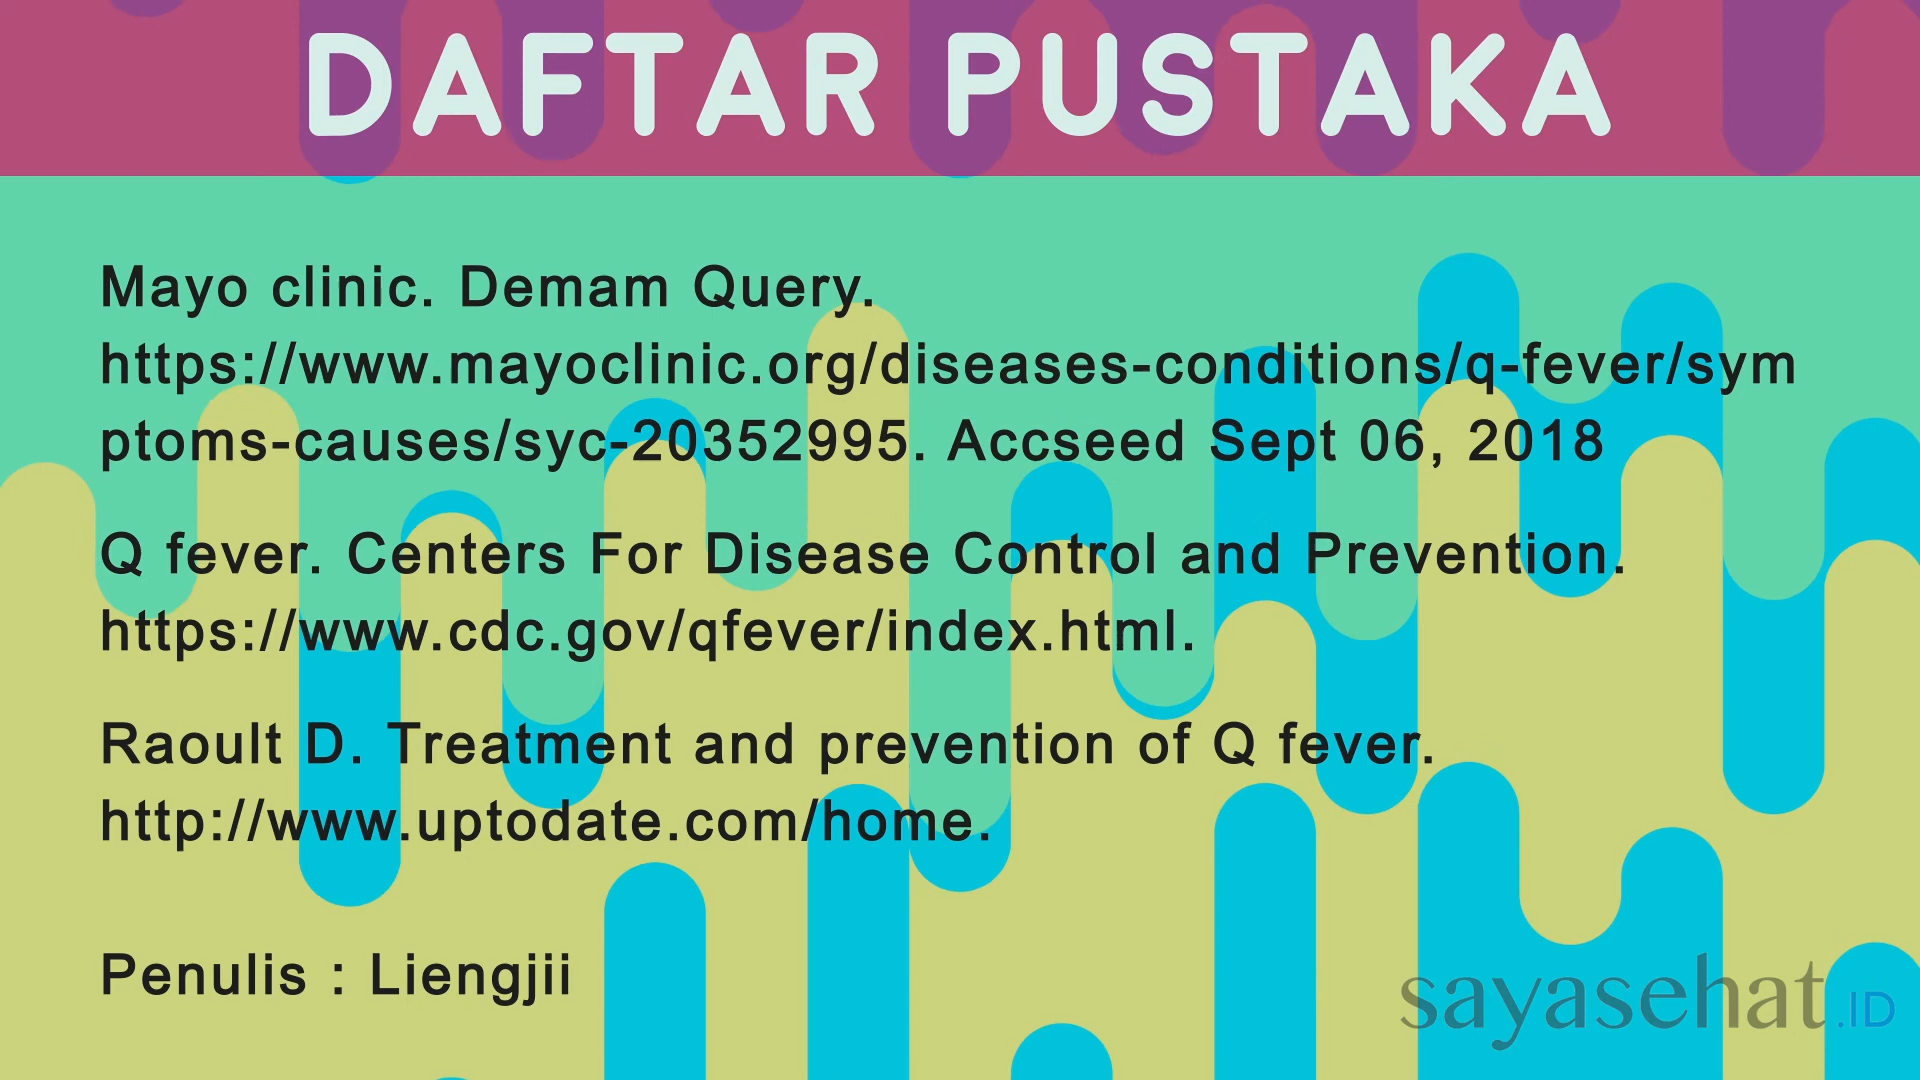 DAFTAR PUSTAKA
Mayo clinic. Demam Query.
https://www.mayoclinic.org/diseases-conditions/q-fever/sym
ptoms-causes/syc-20352995. Accseed Sept 06, 2018
Q fever. Centers For Disease Control and Prevention.
https://www.cdc.gov/qfever/index.html.
Raoult D. Treatment and prevention of Q fever.
http://www.uptodate.com/home.
Penulis : Liengjii
sayasehat.ID